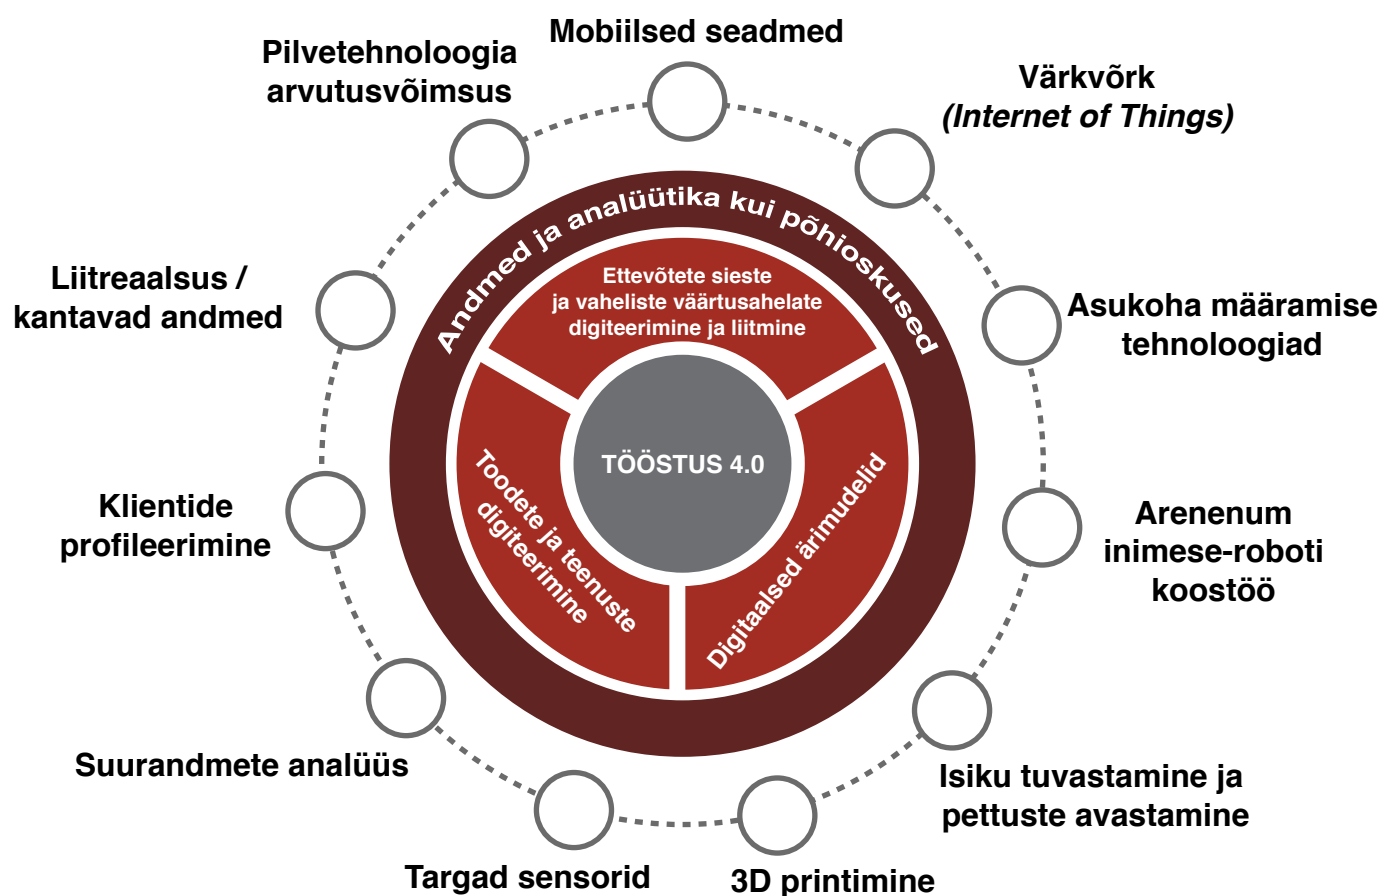 Mobiilsed seadmed
Pilvetehnoloogia
arvutusvõimsus
Värkvõrk
(Internet of Things)
Liitreaalsus /
kantavad andmed
Asukoha määramise
tehnoloogiad
Klientide
profileerimine
Arenenum
inimese-roboti
koostöö
Suurandmete analüüs
Isiku tuvastamine ja
pettuste avastamine
Targad sensorid
3D printimine
Andmed ja analüütika kui põhioskused
Ettevõtete sieste
ja vaheliste väärtusahelate
digiteerimine ja liitmine
Toodete ja teenuste
digiteerimine
Digitaalsed ärimudelid
TÖÖSTUS 4.0